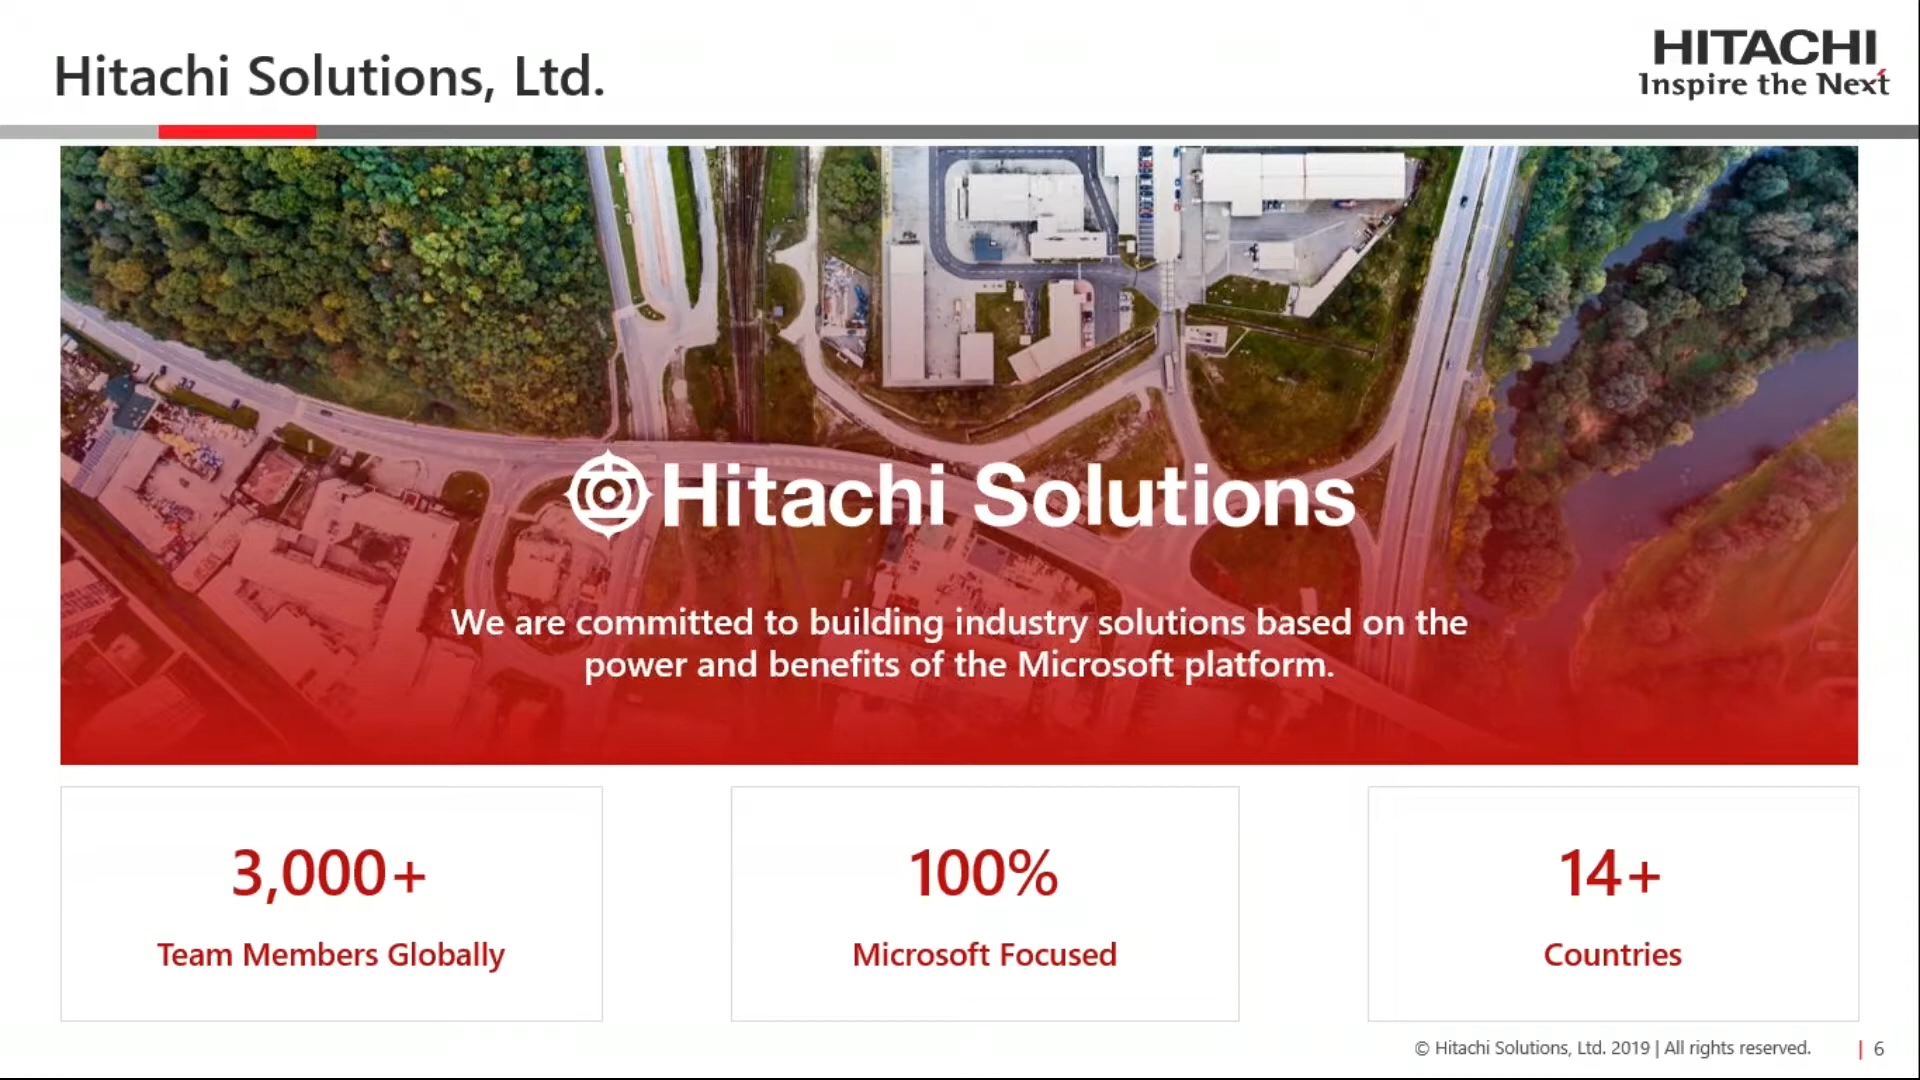 Hitachi Solutions, Ltd.
HITACHI
Inspire the Next
Hitachi Solutions
We are committed to building industry solutions based on the
power and benefits of the Microsoft platform.
3,000+
Team Members Globally
100%
Microsoft Focused
14+
Countries
© Hitachi Solutions, Ltd. 2019 | All rights reserved. | 6